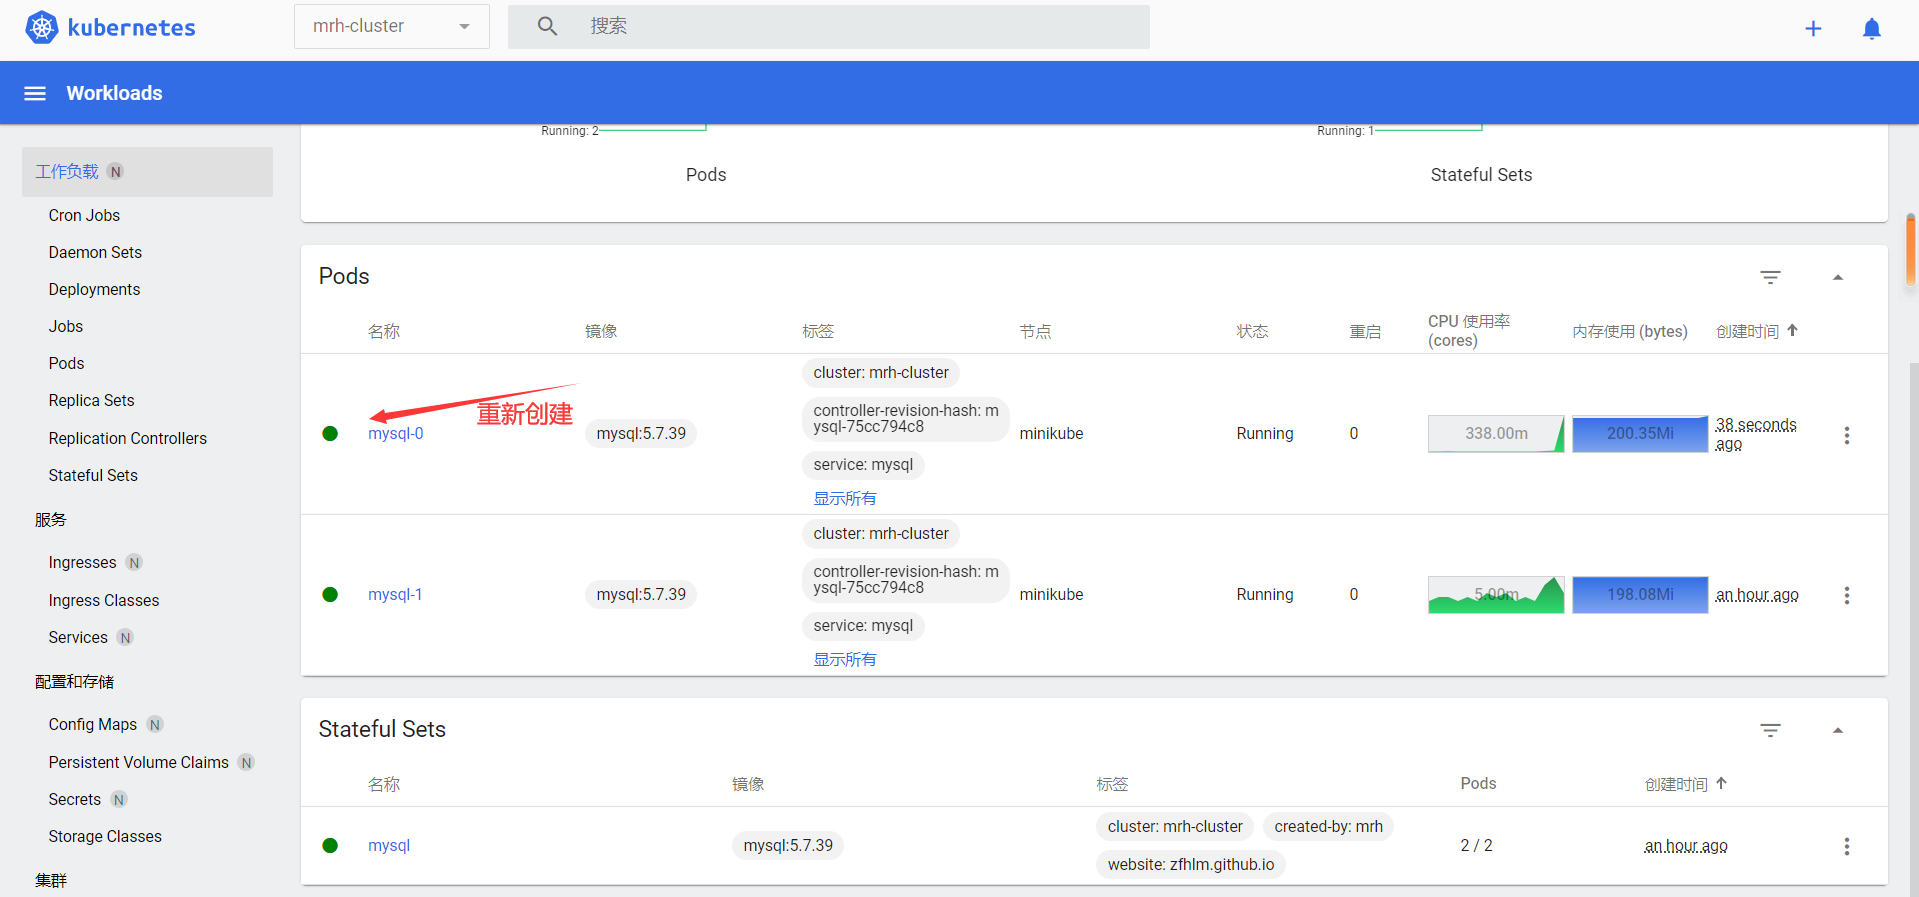 kubernetes
mrh-cluster
搜索
Workloads
Running: 2
Running: 1
Pods
Stateful Sets
工作负载 N
Cron Jobs
Daemon Sets
Deployments
Jobs
Pods
Replica Sets
Replication Controllers
Stateful Sets
服务
Ingresses N
Ingress Classes
Services N
配置和存储
Config Maps N
Persistent Volume Claims N
Secrets N
Storage Classes
集群
Pods
名称 镜像 标签 节点 状态 重启 CPU 使用率 (cores) 内存使用 (bytes) 创建时间
重新创建
mysql-0
mysql:5.7.39
cluster: mrh-cluster
controller-revision-hash: m
ysql-75cc794c8
service: mysql
显示所有
minikube
Running
0
338.00m
200.35Mi
38 seconds
ago
mysql-1
mysql:5.7.39
cluster: mrh-cluster
controller-revision-hash: m
ysql-75cc794c8
service: mysql
显示所有
minikube
Running
0
5.00m
198.08Mi
an hour ago
Stateful Sets
名称 镜像 标签 Pods 创建时间
mysql
mysql:5.7.39
cluster: mrh-cluster created-by: mrh
website: zfhlm.github.io
2 / 2
an hour ago